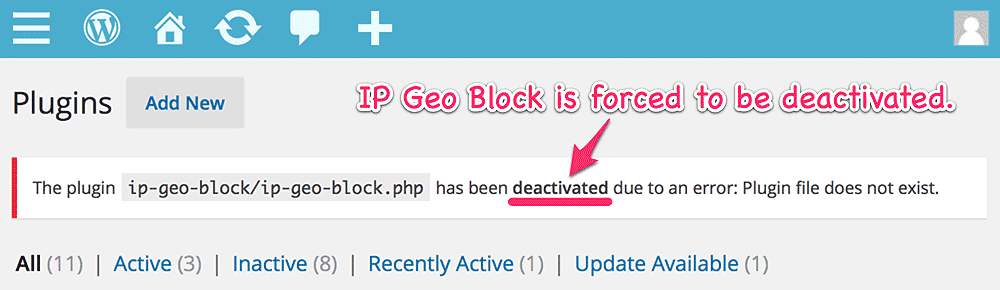 Plugins Add New
IP Geo Block is forced to be deactivated.
The plugin ip-geo-block/ip-geo-block.php has been deactivated due to an error: Plugin file does not exist.
All (11) | Active (3) | Inactive (8) | Recently Active (1) | Update Available (1)